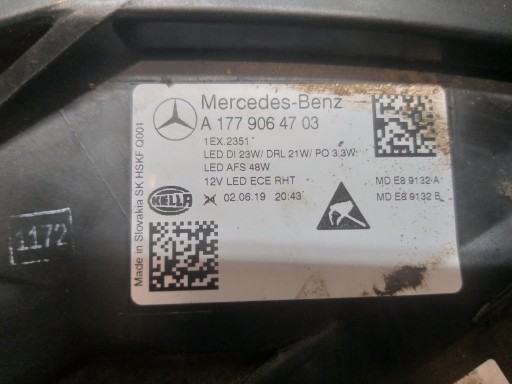 Mercedes-Benz
A 177 906 47 03
1EX.2351
LED DI 23W/ DRL 21W/ PO 3.3W/
LED AFS 48W
12V LED ECE RHT
MD E8 9132 A
HELLA
02.06.19 20:43
MD E8 9132 B
Made in Slovakia SK HSKF Q001
1172